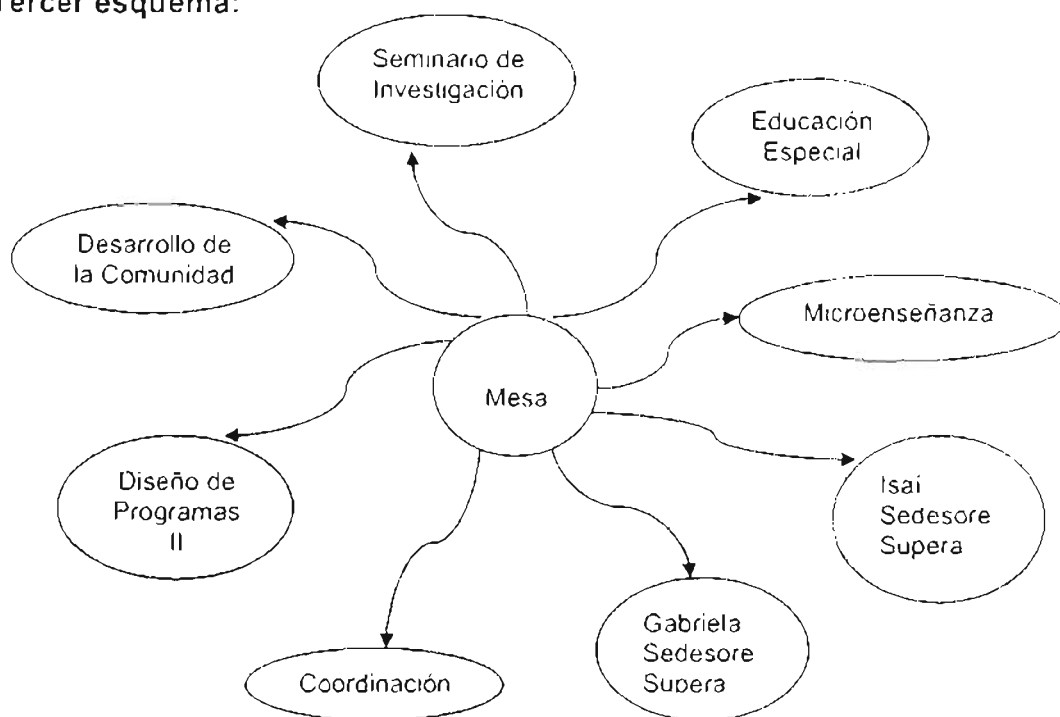 Tercer esquema:
Seminario de
Investigación
Educación
Especial
Desarrollo de
la Comunidad
Microenseñanza
Mesa
Isaí
Sedesore
Supera
Diseño de
Programas
II
Gabriela
Sedesore
Supera
Coordinación